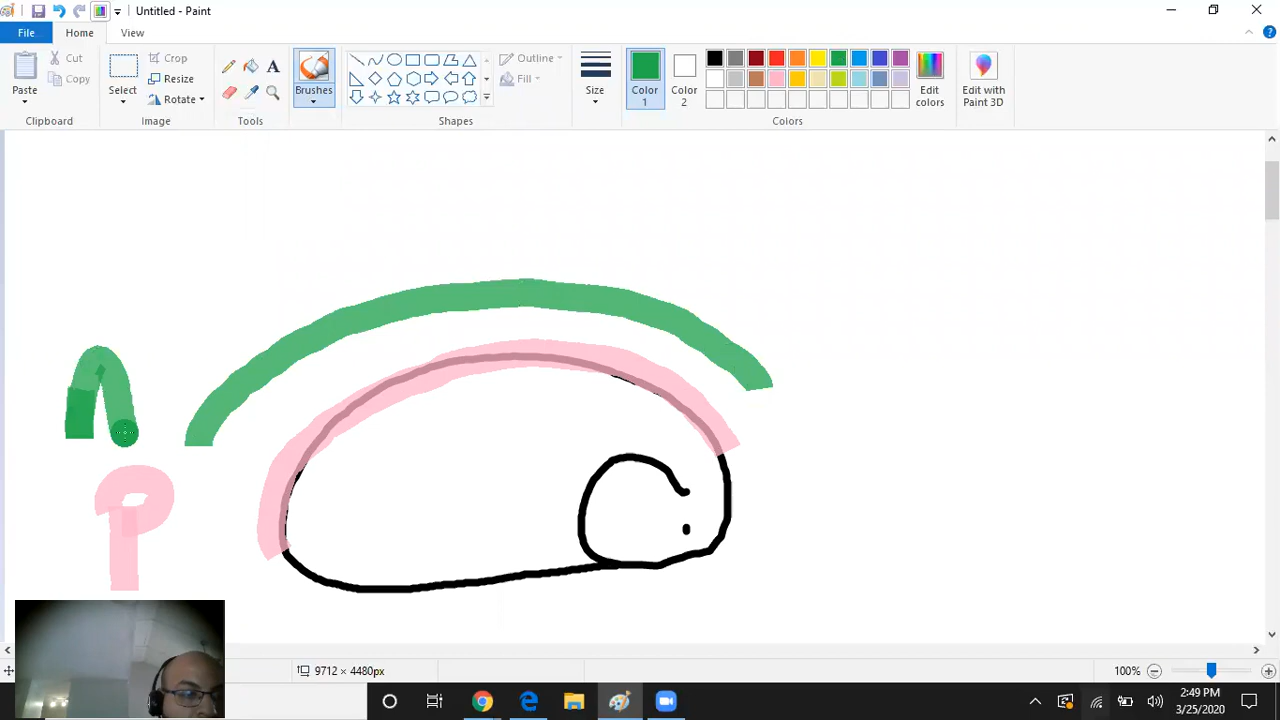 Untitled - Paint
File
Home
View
Paste
Cut
Copy
Clipboard
Select
Crop
Resize
Rotate
Image
A
Tools
Brushes
Shapes
Outline
Fill
Size
Color 1
Color 2
Edit colors
Colors
Edit with Paint 3D
P
9712 × 4480px
100%
2:49 PM
3/25/2020